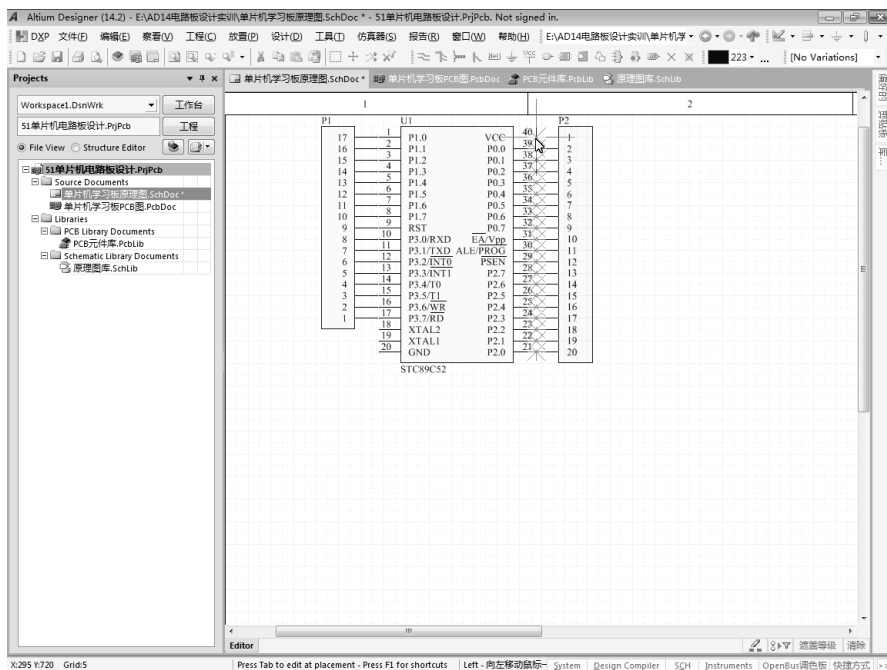 Altium Designer (14.2) - E:\AD14电路板设计实训\单片机学习板原理图.SchDoc * - 51单片机电路板设计.PrjPcb. Not signed in.
DXP 文件(F) 编辑(E) 察看(V) 工程(C) 放置(P) 设计(D) 工具(T) 仿真器(S) 报告(R) 窗口(W) 帮助(H) E:\AD14电路板设计实训\单片机学
223 ... [No Variations]
Projects
单片机学习板原理图.SchDoc * 单片机学习板PCB图.PcbDoc PCB元件库.PcbLib 原理图库.SchLib
Workspace1.DsnWrk 工作台
51单片机电路板设计.PrjPcb 工程
File View Structure Editor
51单片机电路板设计.PrjPcb
Source Documents
单片机学习板原理图.SchDoc *
单片机学习板PCB图.PcbDoc
Libraries
PCB Library Documents
PCB元件库.PcbLib
Schematic Library Documents
原理图库.SchLib
1 2
P1 U1 P2
17 1 P1.0 VCC 40 1
16 2 P1.1 P0.0 39 2
15 3 P1.2 P0.1 38 3
14 4 P1.3 P0.2 37 4
13 5 P1.4 P0.3 36 5
12 6 P1.5 P0.4 35 6
11 7 P1.6 P0.5 34 7
10 8 P1.7 P0.6 33 8
9 9 RST P0.7 32 9
8 10 P3.0/RXD EA/Vpp 31 10
7 11 P3.1/TXD ALE/PROG 30 11
6 12 P3.2/INT0 PSEN 29 12
5 13 P3.3/INT1 P2.7 28 13
4 14 P3.4/T0 P2.6 27 14
3 15 P3.5/T1 P2.5 26 15
2 16 P3.6/WR P2.4 25 16
1 17 P3.7/RD P2.3 24 17
18 XTAL2 P2.2 23 18
19 XTAL1 P2.1 22 19
20 GND P2.0 21 20
STC89C52
Editor 遮盖等级 清除
X:295 Y:720 Grid:5 Press Tab to edit at placement - Press F1 for shortcuts Left - 向左移动鼠标 System Design Compiler SCH Instruments OpenBus调色板 快捷方式